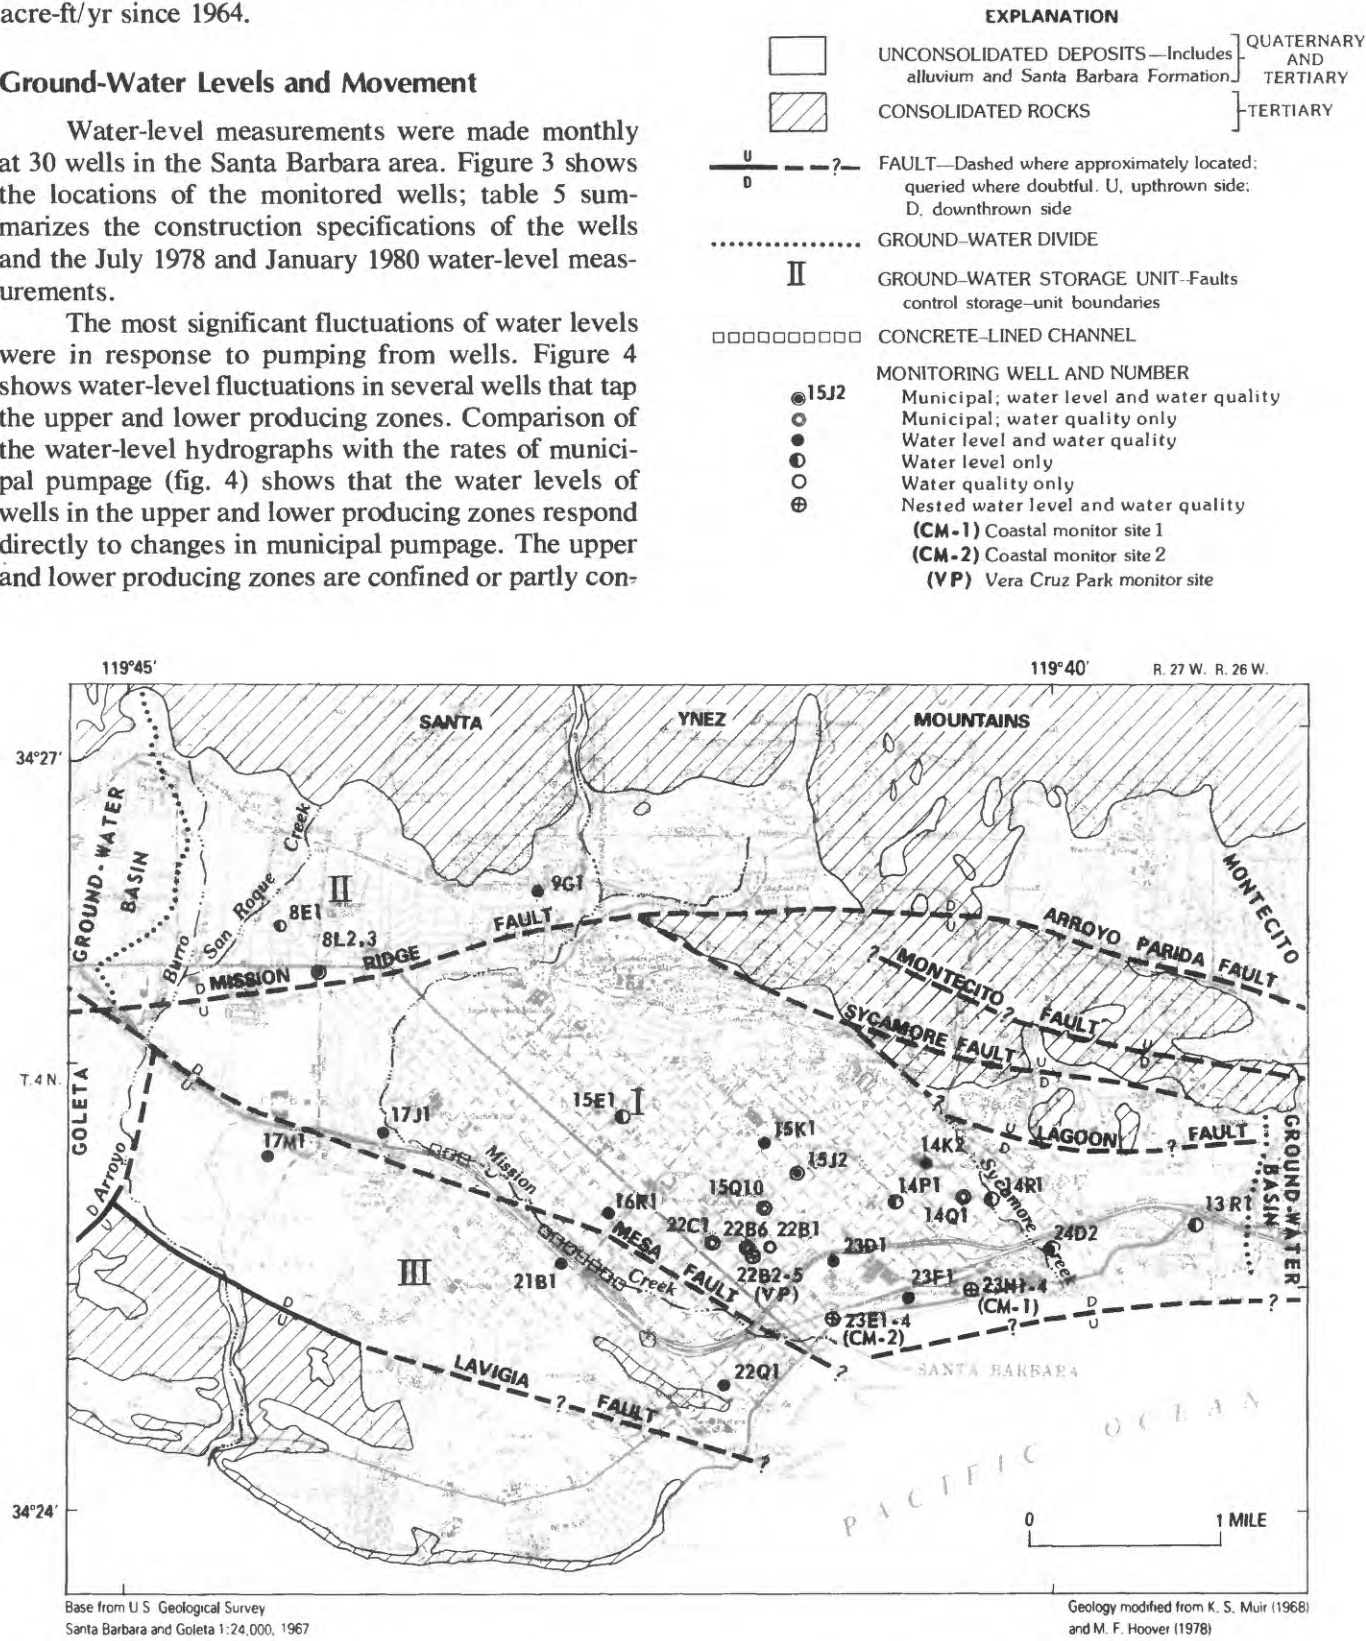 acre-ft/yr since 1964.
Ground-Water Levels and Movement
Water-level measurements were made monthly
at 30 wells in the Santa Barbara area. Figure 3 shows
the locations of the monitored wells; table 5 sum-
marizes the construction specifications of the wells
and the July 1978 and January 1980 water-level meas-
urements.
The most significant fluctuations of water levels
were in response to pumping from wells. Figure 4
shows water-level fluctuations in several wells that tap
the upper and lower producing zones. Comparison of
the water-level hydrographs with the rates of munici-
pal pumpage (fig. 4) shows that the water levels of
wells in the upper and lower producing zones respond
directly to changes in municipal pumpage. The upper
and lower producing zones are confined or partly con-
EXPLANATION
UNCONSOLIDATED DEPOSITS—Includes
alluvium and Santa Barbara Formation
QUATERNARY
AND
TERTIARY
CONSOLIDATED ROCKS
TERTIARY
U
D
?
FAULT—Dashed where approximately located;
queried where doubtful. U, upthrown side;
D, downthrown side
GROUND-WATER DIVIDE
II
GROUND-WATER STORAGE UNIT--Faults
control storage-unit boundaries
CONCRETE-LINED CHANNEL
MONITORING WELL AND NUMBER
15J2 Municipal; water level and water quality
Municipal; water quality only
Water level and water quality
Water level only
Water quality only
Nested water level and water quality
(CM-1) Coastal monitor site 1
(CM-2) Coastal monitor site 2
(VP) Vera Cruz Park monitor site
119°45'
119°40'
R. 27 W. R. 26 W.
SANTA YNEZ MOUNTAINS
34°27'
GROUND-WATER
BASIN
San Roque Creek
II
9G1
8E1
8L2.3
Burro
MISSION RIDGE FAULT
D
U
MONTECITO
ARROYO PARIDA FAULT
D
U
? MONTECITO ? FAULT
SYCAMORE FAULT
U
D
U
D
T. 4 N.
GOLETA
D
U
15E1
I
17J1
17M1
15K1
15J2
14K2
?
U
D
LAGOON ? FAULT
Mission
Arroyo
D
U
15Q10
14P1
14Q1
14R1
Sycamore
Creek
13R1
GROUND-WATER
BASIN
16R1
22C1
22B6
22B1
23D1
24D2
MESA FAULT
III
21B1
Creek
22B2-5
(VP)
23F1
23N1-4
(CM-1)
D
U
?
?
23E1-4
(CM-2)
D
U
?
SANTA BARBARA
LAVIGIA ? FAULT
22Q1
?
PACIFIC OCEAN
34°24'
0 1 MILE
Base from U S Geological Survey
Santa Barbara and Goleta 1:24,000, 1967
Geology modified from K. S. Muir (1968)
and M. F. Hoover (1978)